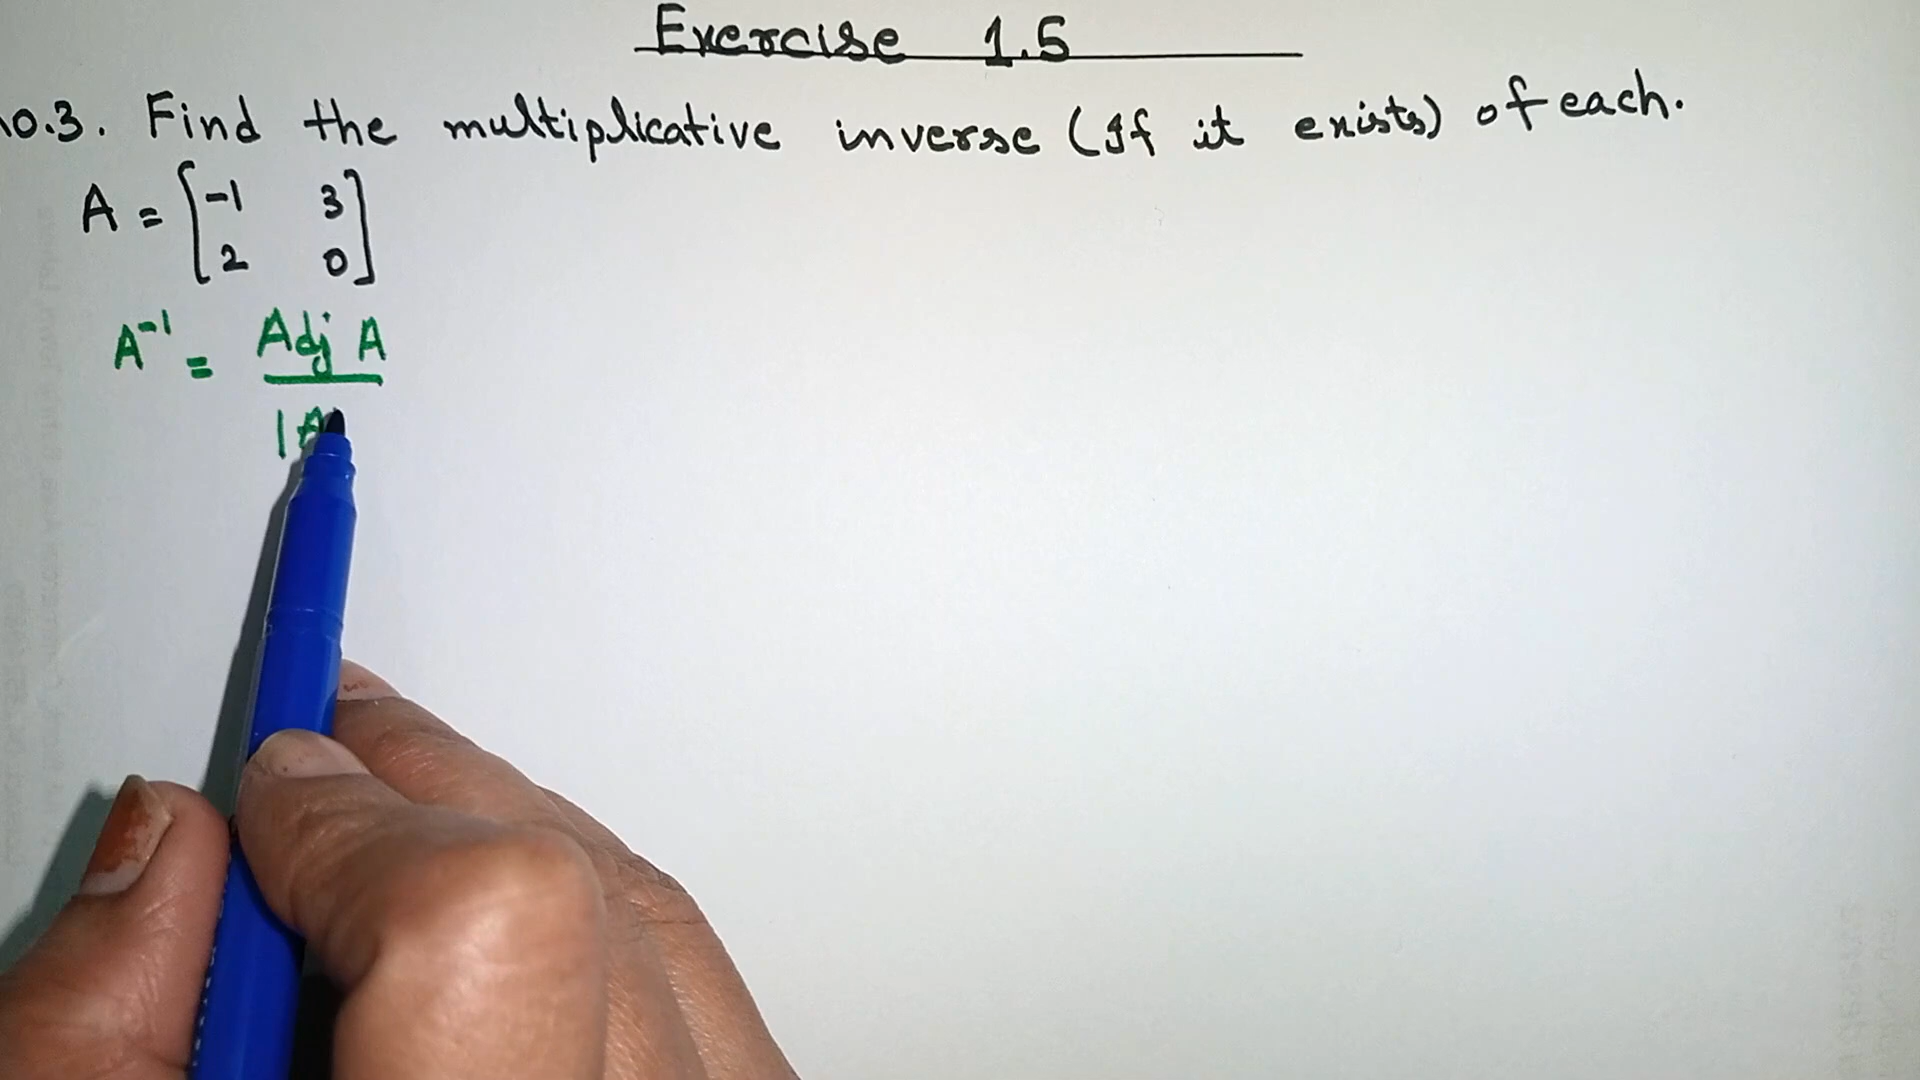 Exercise 1.5
no.3. Find the multiplicative inverse (If it exists) of each.
A = [-1 3
2 0]
A⁻¹ = Adj A
|A|